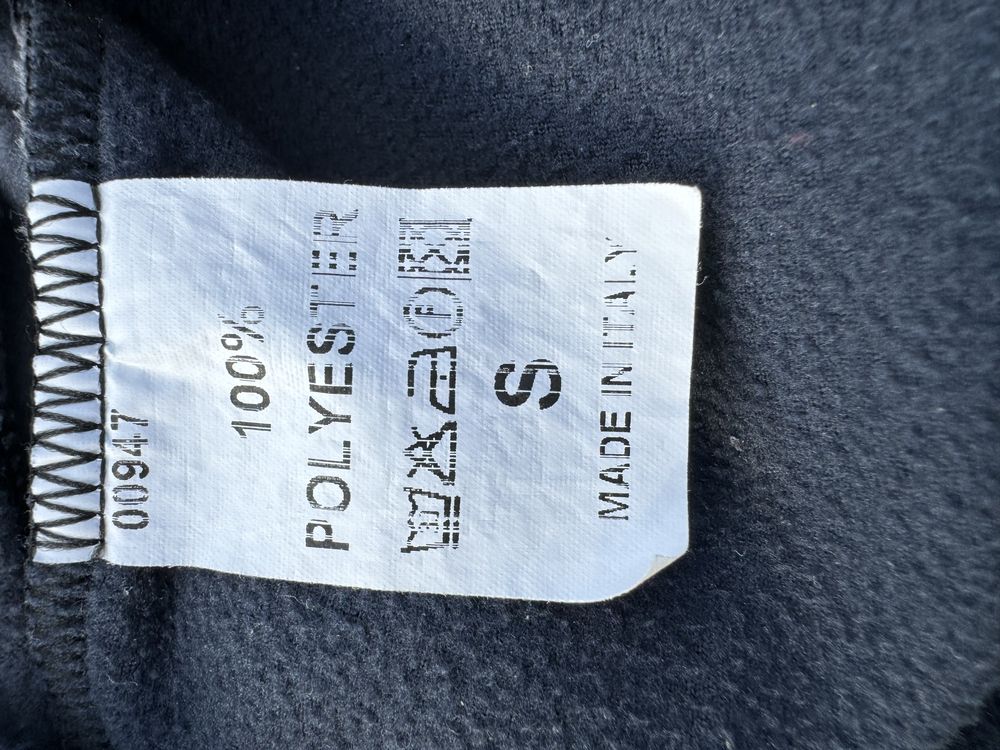 00947
100%
POLYESTER
P
S
MADE IN ITALY